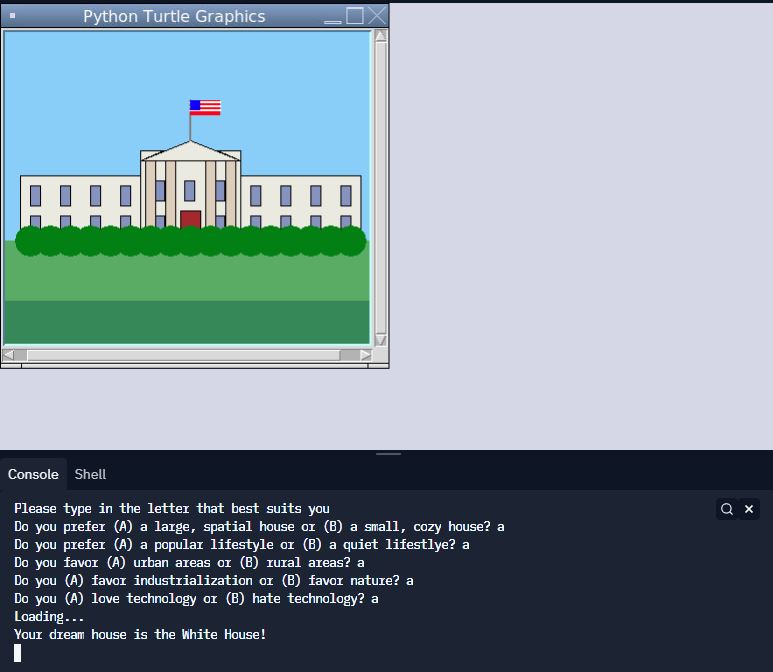 Python Turtle Graphics
Console
Shell
Please type in the letter that best suits you
Do you prefer (A) a large, spatial house or (B) a small, cozy house? a
Do you prefer (A) a popular lifestyle or (B) a quiet lifestlye? a
Do you favor (A) urban areas or (B) rural areas? a
Do you (A) favor industrialization or (B) favor nature? a
Do you (A) love technology or (B) hate technology? a
Loading...
Your dream house is the White House!